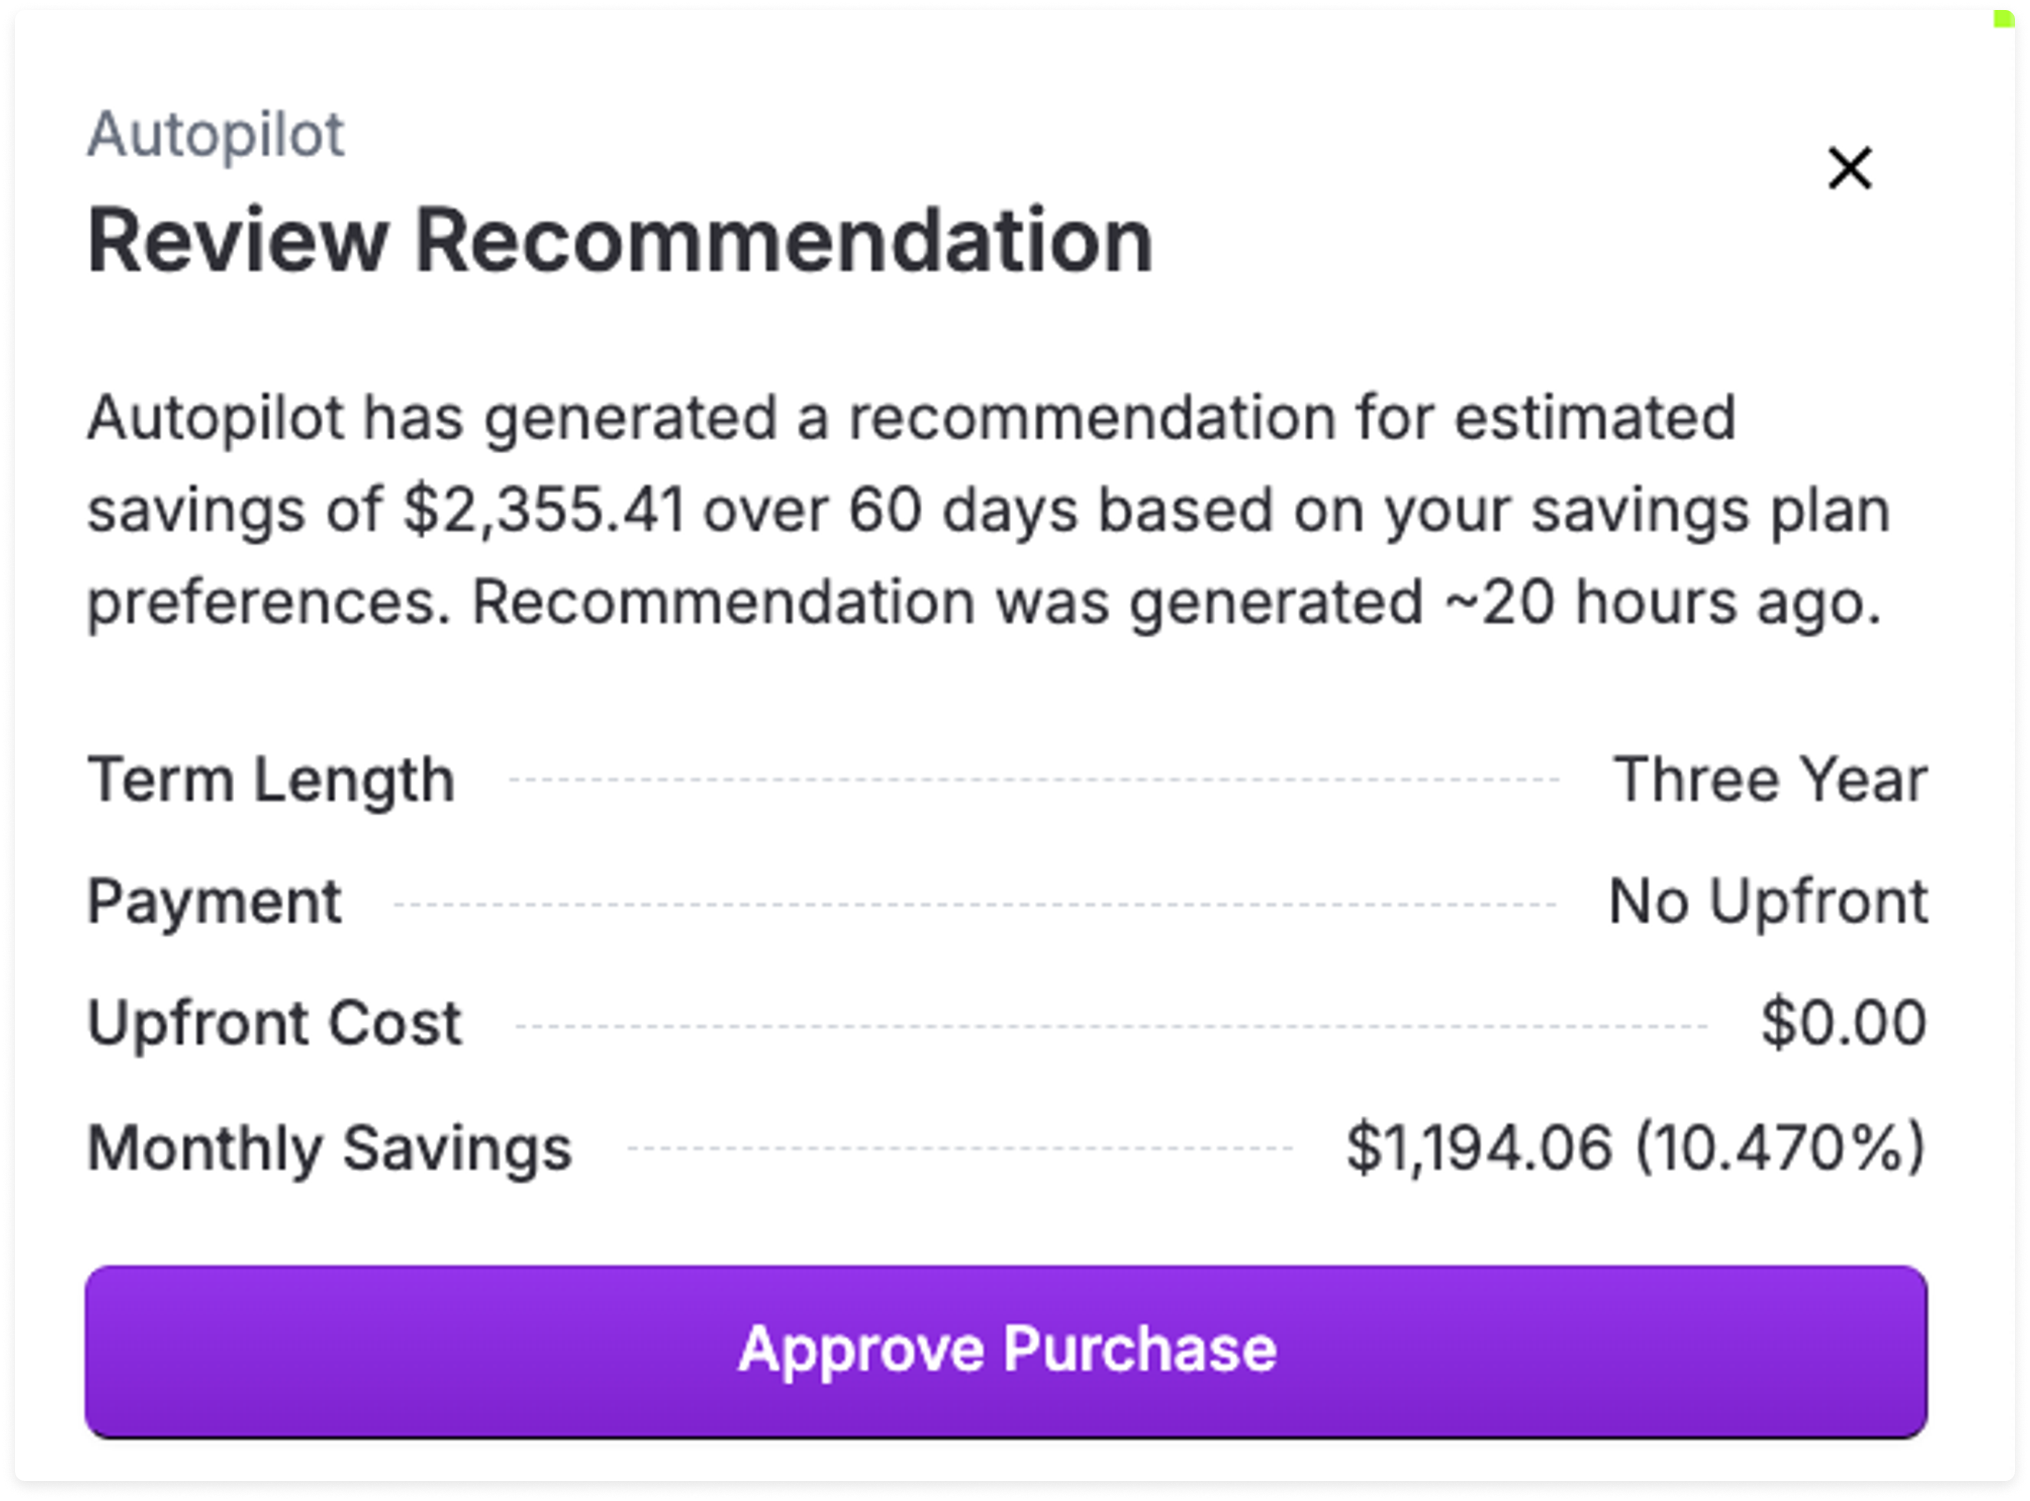 Autopilot
Review Recommendation
Autopilot has generated a recommendation for estimated
savings of $2,355.41 over 60 days based on your savings plan
preferences. Recommendation was generated ~20 hours ago.
Term Length Three Year
Payment No Upfront
Upfront Cost $0.00
Monthly Savings $1,194.06 (10.470%)
Approve Purchase